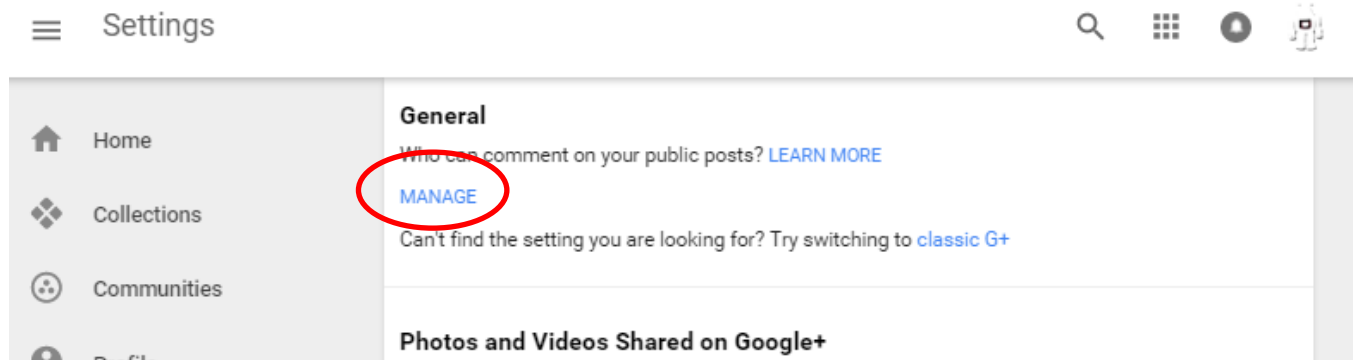 Settings
Home
Collections
Communities
Profile
General
Who can comment on your public posts? LEARN MORE
MANAGE
Can't find the setting you are looking for? Try switching to classic G+
Photos and Videos Shared on Google+